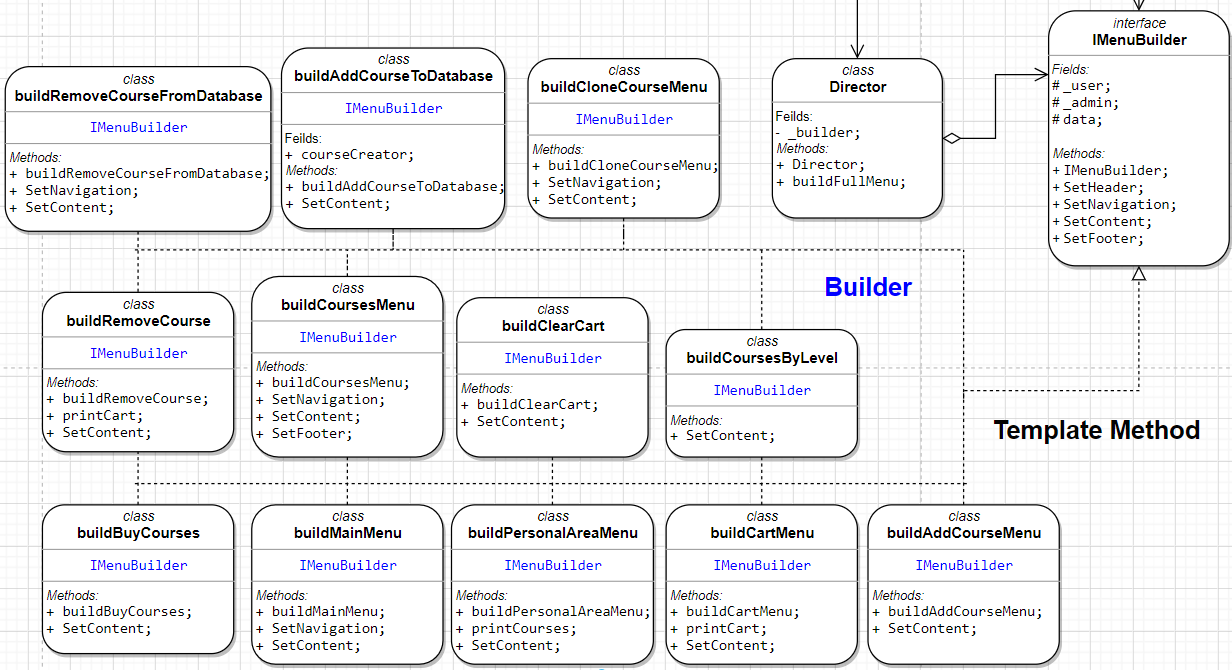 class
buildRemoveCourseFromDatabase
IMenuBuilder
Methods:
+ buildRemoveCourseFromDatabase;
+ SetNavigation;
+ SetContent;
class
buildAddCourseToDatabase
IMenuBuilder
Feilds:
+ courseCreator;
Methods:
+ buildAddCourseToDatabase;
+ SetContent;
class
buildCloneCourseMenu
IMenuBuilder
Methods:
+ buildCloneCourseMenu;
+ SetNavigation;
+ SetContent;
class
Director
Feilds:
- _builder;
Methods:
+ Director;
+ buildFullMenu;
interface
IMenuBuilder
Fields:
# _user;
# _admin;
# data;
Methods:
+ IMenuBuilder;
+ SetHeader;
+ SetNavigation;
+ SetContent;
+ SetFooter;
Builder
class
buildRemoveCourse
IMenuBuilder
Methods:
+ buildRemoveCourse;
+ printCart;
+ SetContent;
class
buildCoursesMenu
IMenuBuilder
Methods:
+ buildCoursesMenu;
+ SetNavigation;
+ SetContent;
+ SetFooter;
class
buildClearCart
IMenuBuilder
Methods:
+ buildClearCart;
+ SetContent;
class
buildCoursesByLevel
IMenuBuilder
Methods:
+ SetContent;
Template Method
class
buildBuyCourses
IMenuBuilder
Methods:
+ buildBuyCourses;
+ SetContent;
class
buildMainMenu
IMenuBuilder
Methods:
+ buildMainMenu;
+ SetNavigation;
+ SetContent;
class
buildPersonalAreaMenu
IMenuBuilder
Methods:
+ buildPersonalAreaMenu;
+ printCourses;
+ SetContent;
class
buildCartMenu
IMenuBuilder
Methods:
+ buildCartMenu;
+ printCart;
+ SetContent;
class
buildAddCourseMenu
IMenuBuilder
Methods:
+ buildAddCourseMenu;
+ SetContent;